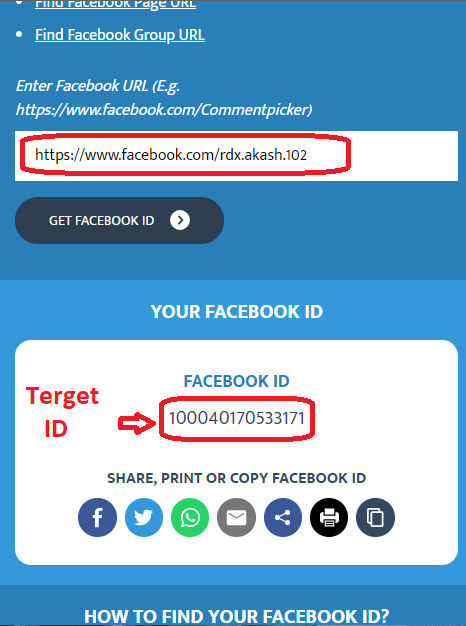 Find Facebook Page URL
Find Facebook Group URL
Enter Facebook URL (E.g.
https://www.facebook.com/Commentpicker)
https://www.facebook.com/rdx.akash.102
GET FACEBOOK ID
YOUR FACEBOOK ID
FACEBOOK ID
Terget
ID
100040170533171
SHARE, PRINT OR COPY FACEBOOK ID
HOW TO FIND YOUR FACEBOOK ID?